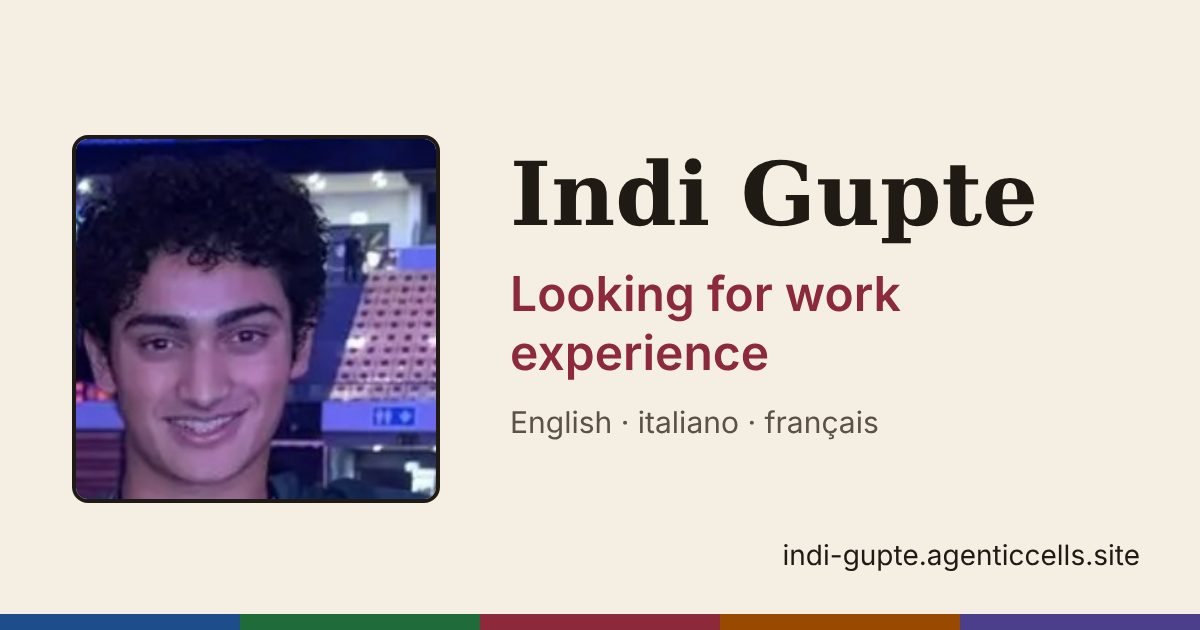 Indi Gupte
Looking for work
experience
English · italiano · français
indi-gupte.agenticcells.site